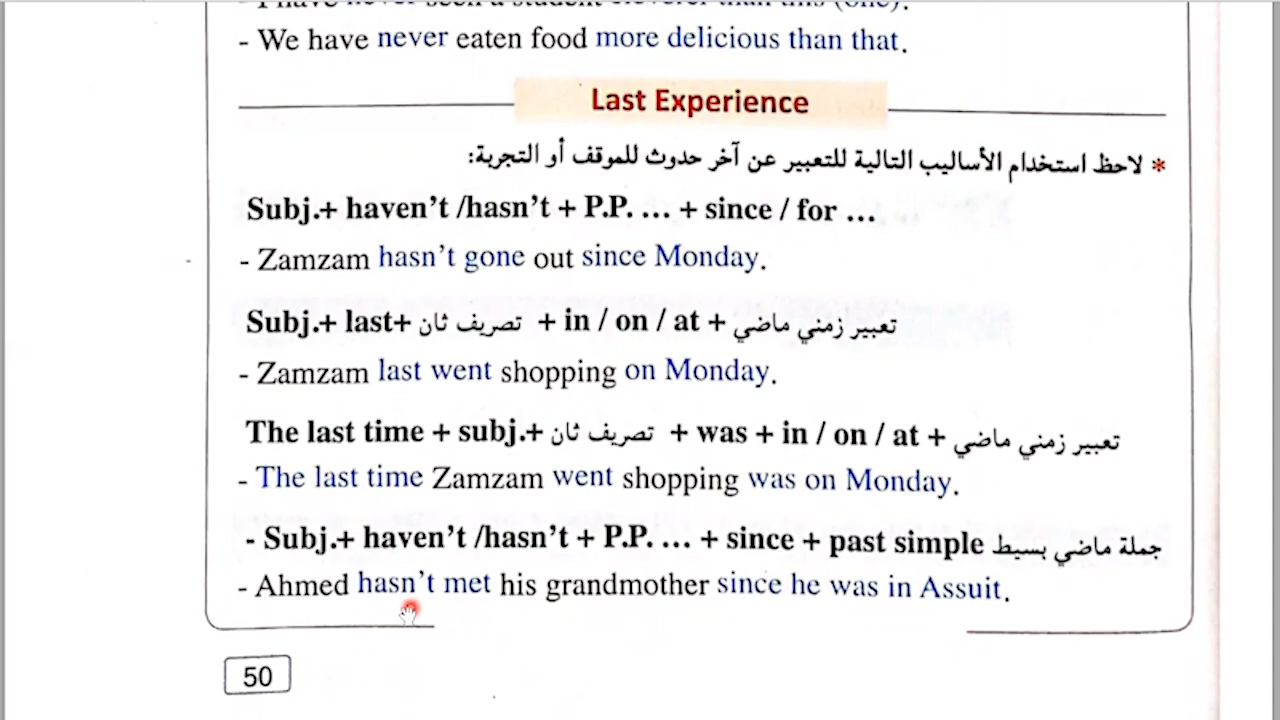 - We have never eaten food more delicious than that.
Last Experience
* لاحظ استخدام الأساليب التالية للتعبير عن آخر حدوث للموقف أو التجربة:
Subj.+ haven't /hasn't + P.P. ... + since / for ...
- Zamzam hasn't gone out since Monday.
Subj.+ last+ تصريف ثان + in / on / at + تعبير زمني ماضي
- Zamzam last went shopping on Monday.
The last time + subj.+ تصريف ثان + was + in / on / at + تعبير زمني ماضي
- The last time Zamzam went shopping was on Monday.
- Subj.+ haven't /hasn't + P.P. ... + since + past simple جملة ماضي بسيط
- Ahmed hasn't met his grandmother since he was in Assuit.
50